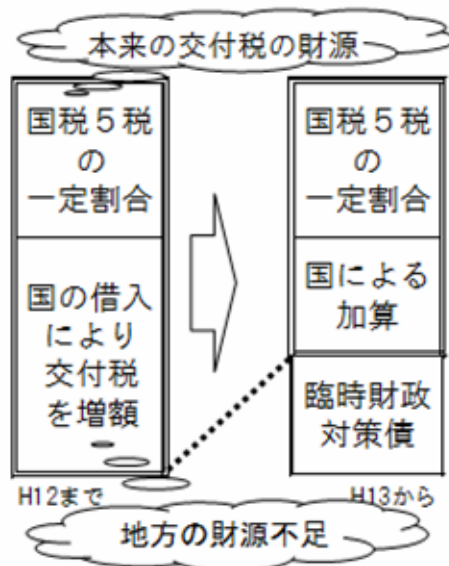 本来の交付税の財源
国税５税
の
一定割合
国の借入
により
交付税
を増額
H12まで
国税５税
の
一定割合
国による
加算
臨時財政
対策債
H13から
地方の財源不足